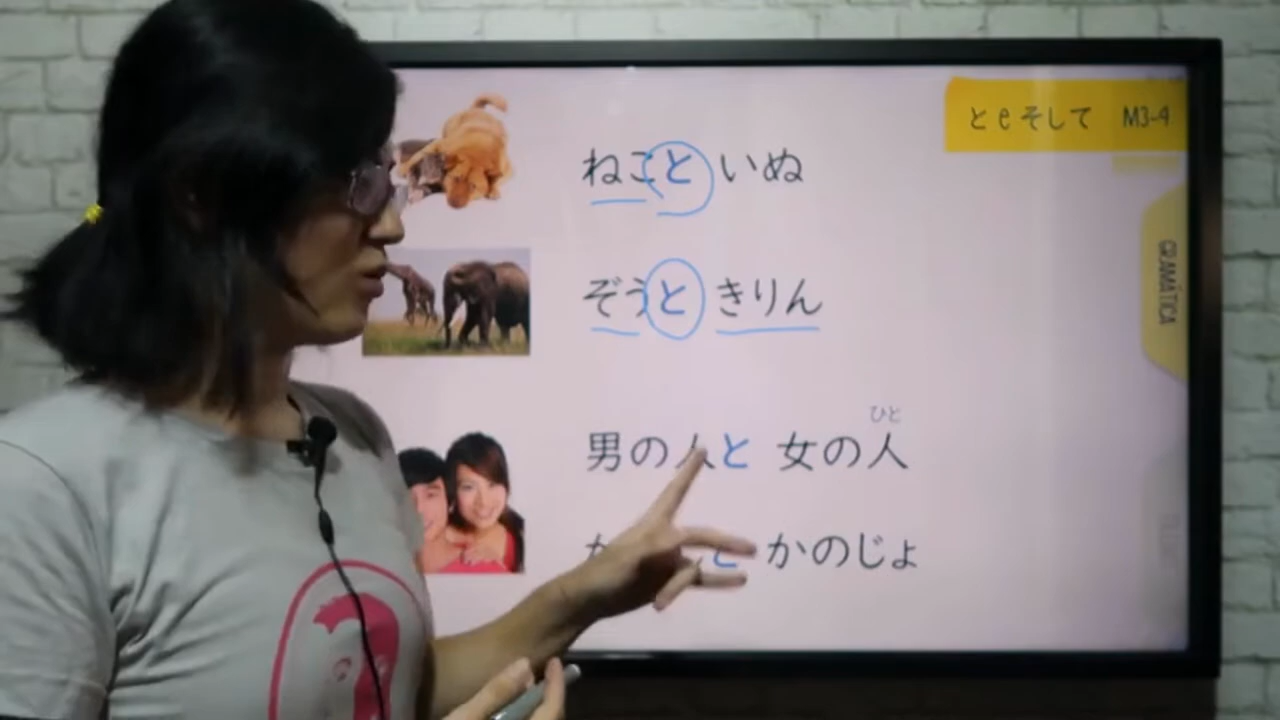 と e そして M3-4
ねこと いぬ
ぞうと きりん
ひと
男の人と 女の人
と かのじょ
GRAMÁTICA